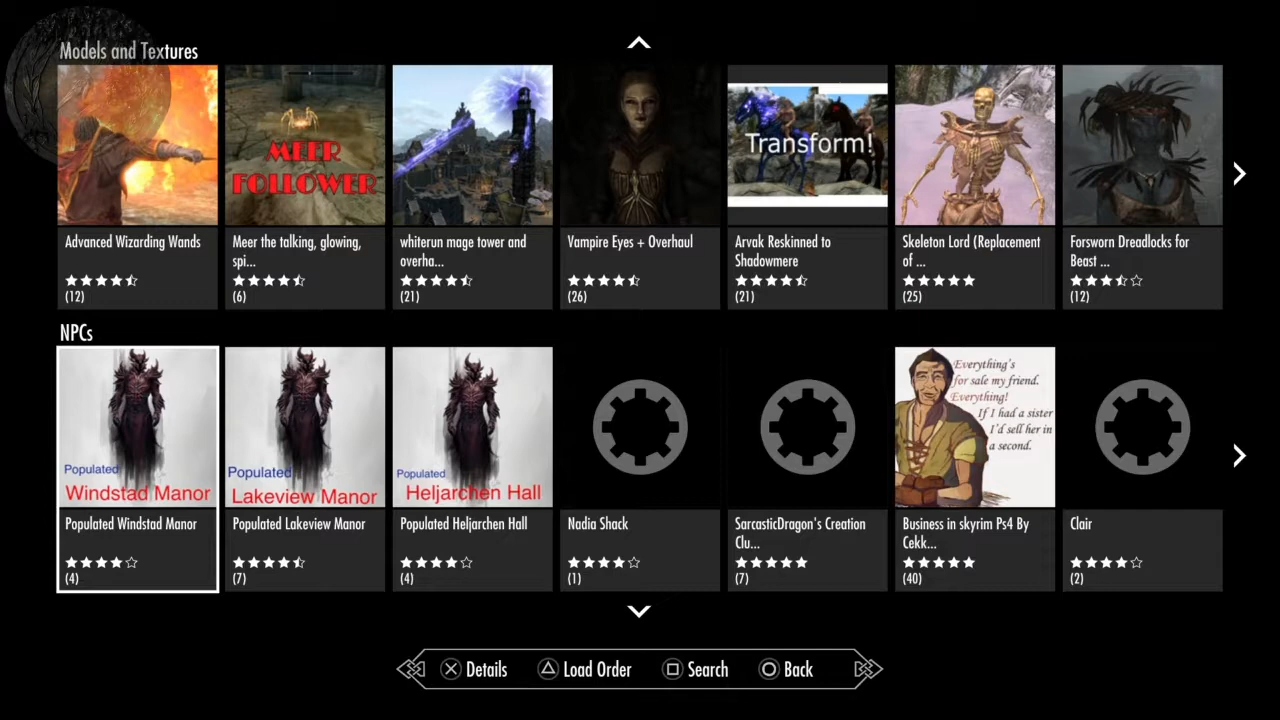 Models and Textures
MEER
FOLLOWER
Transform!
Advanced Wizarding Wands
(12)
Meer the talking, glowing,
spi...
(6)
whiterun mage tower and
overha...
(21)
Vampire Eyes + Overhaul
(26)
Arvak Reskinned to
Shadowmere
(21)
Skeleton Lord (Replacement
of ...
(25)
Forsworn Dreadlocks for
Beast ...
(12)
NPCs
Populated
Windstad Manor
Populated Windstad Manor
(4)
Populated
Lakeview Manor
Populated Lakeview Manor
(7)
Populated
Heljarchen Hall
Populated Heljarchen Hall
(4)
Nadia Shack
(1)
SarcasticDragon's Creation
Clu...
(7)
Everything's
for sale my friend.
Everything!
If I had a sister
I'd sell her in
a second.
Business in skyrim Ps4 By
Cekk...
(40)
Clair
(2)
Details
Load Order
Search
Back